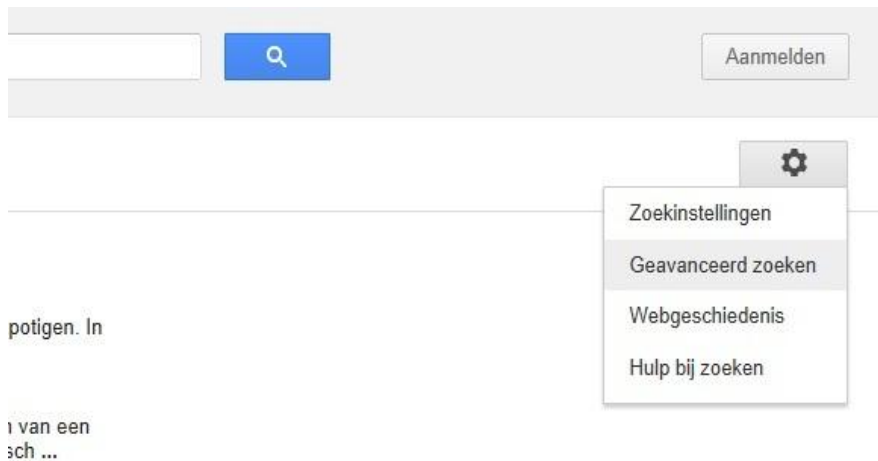 Aanmelden
Zoekinstellingen
Geavanceerd zoeken
Webgeschiedenis
Hulp bij zoeken
potigen. In
van een
sch ...